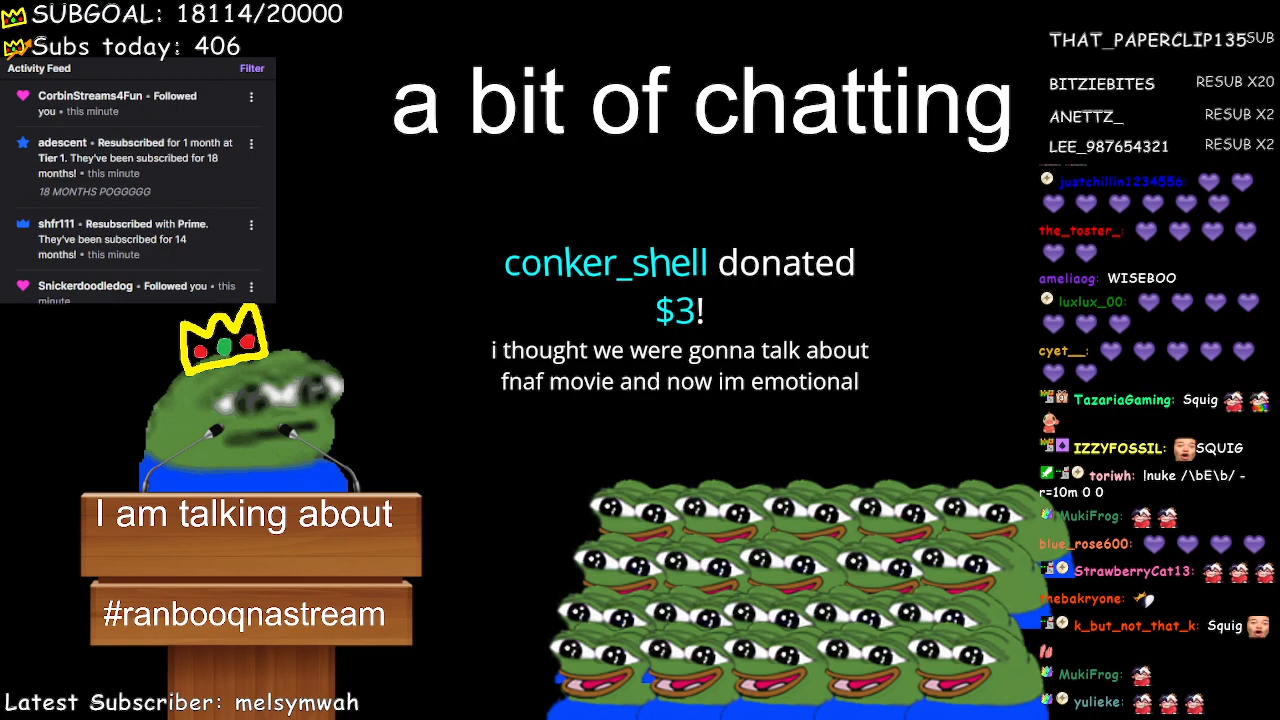 SUBGOAL: 18114/20000
Subs today: 406
Activity Feed
Filter
CorbinStreams4Fun • Followed
you • this minute
adescent • Resubscribed for 1 month at
Tier 1. They've been subscribed for 18
months! • this minute
18 MONTHS POGGGGG
shfr111 • Resubscribed with Prime.
They've been subscribed for 14
months! • this minute
Snickerdoodledog • Followed you • this
minute
a bit of chatting
conker_shell donated
$3!
i thought we were gonna talk about
fnaf movie and now im emotional
I am talking about
#ranbooqnastream
Latest Subscriber: melsymwah
THAT_PAPERCLIP135 SUB
BITZIEBITES RESUB X20
ANETTZ_ RESUB X2
LEE_987654321 RESUB X2
justchillin1234556:
the_toster_:
ameliaog: WISEBOO
luxlux_00:
cyet__:
TazariaGaming: Squig
IZZYFOSSIL: SQUIG
toriwh: !nuke /\bE\b/ -
r=10m 0 0
MukiFrog:
blue_rose600:
StrawberryCat13:
thebakryone:
k_but_not_that_k: Squig
MukiFrog:
yulieke: